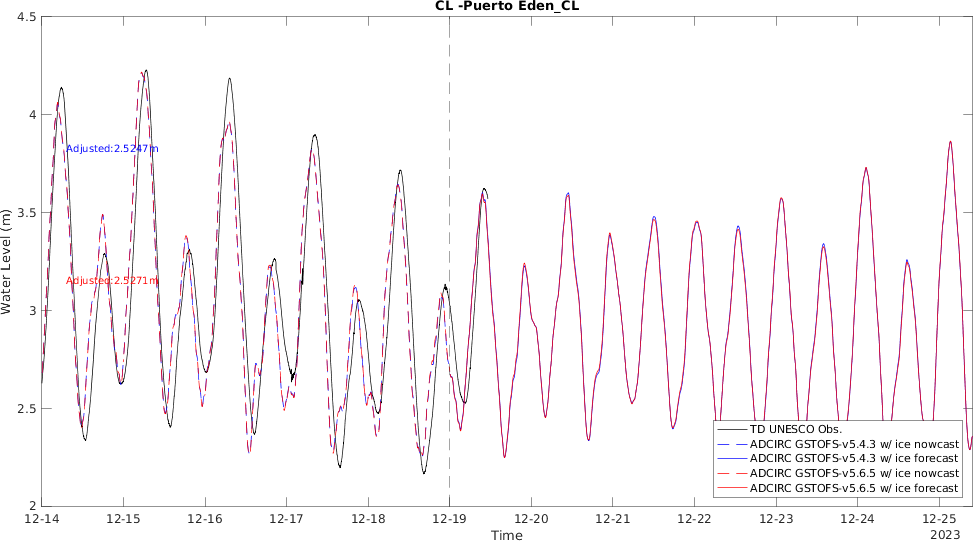 CL -Puerto Eden_CL
4.5
4
3.5
3
2.5
2
Water Level (m)
Adjusted:2.5247m
Adjusted:2.5271m
TD UNESCO Obs.
ADCIRC GSTOFS-v5.4.3 w/ ice nowcast
ADCIRC GSTOFS-v5.4.3 w/ ice forecast
ADCIRC GSTOFS-v5.6.5 w/ ice nowcast
ADCIRC GSTOFS-v5.6.5 w/ ice forecast
12-14 12-15 12-16 12-17 12-18 12-19 12-20 12-21 12-22 12-23 12-24 12-25
Time
2023